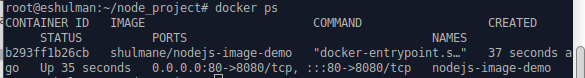 root@eshulman:~/node_project# docker ps
CONTAINER ID   IMAGE                      COMMAND                  CREATED
     STATUS         PORTS                                   NAMES
b293ff1b26cb   shulmane/nodejs-image-demo   "docker-entrypoint.s…"   37 seconds a
go   Up 35 seconds   0.0.0.0:80->8080/tcp, :::80->8080/tcp   nodejs-image-demo